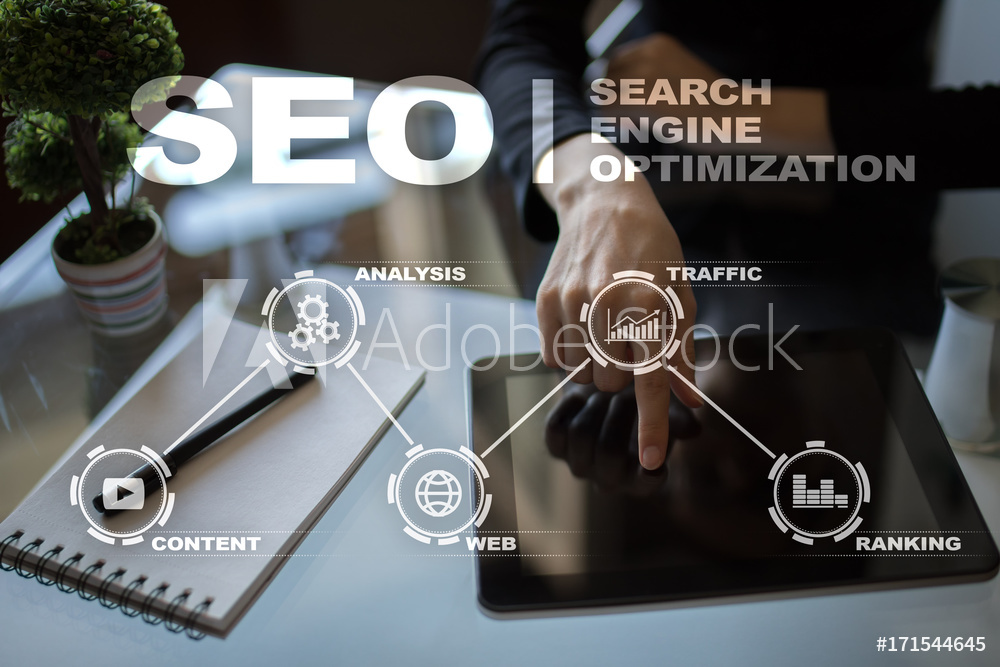 SEO
SEARCH
ENGINE
OPTIMIZATION
ANALYSIS
TRAFFIC
Adobe Stock
CONTENT
WEB
RANKING
#171544645